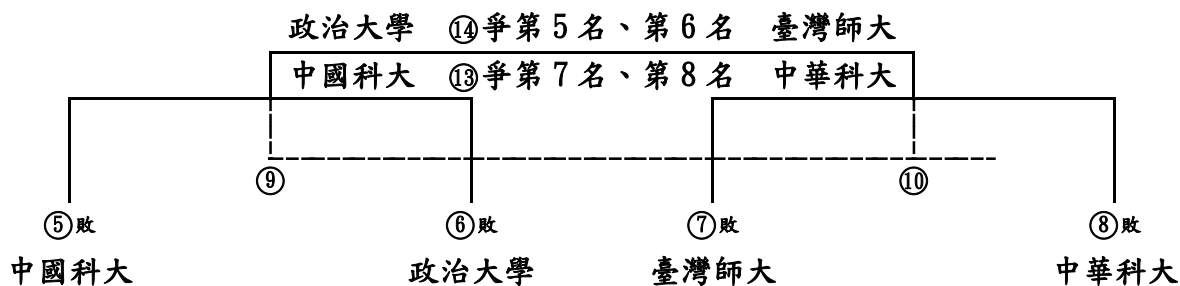 政治大學 ⑭爭第5名、第6名 臺灣師大
中國科大 ⑬爭第7名、第8名 中華科大
⑨ ⑩
⑤敗 ⑥敗 ⑦敗 ⑧敗
中國科大 政治大學 臺灣師大 中華科大